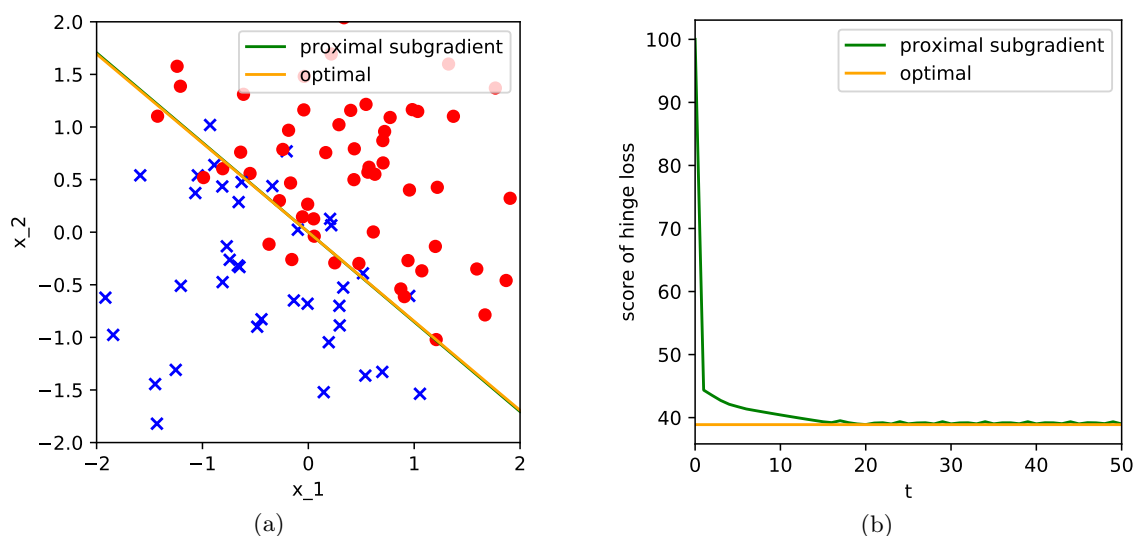 proximal subgradient
optimal
2.0
1.5
1.0
0.5
0.0
−0.5
−1.0
−1.5
−2.0
x_2
−2
−1
0
1
2
x_1
(a)
proximal subgradient
optimal
100
90
80
70
60
50
40
score of hinge loss
0
10
20
30
40
50
t
(b)